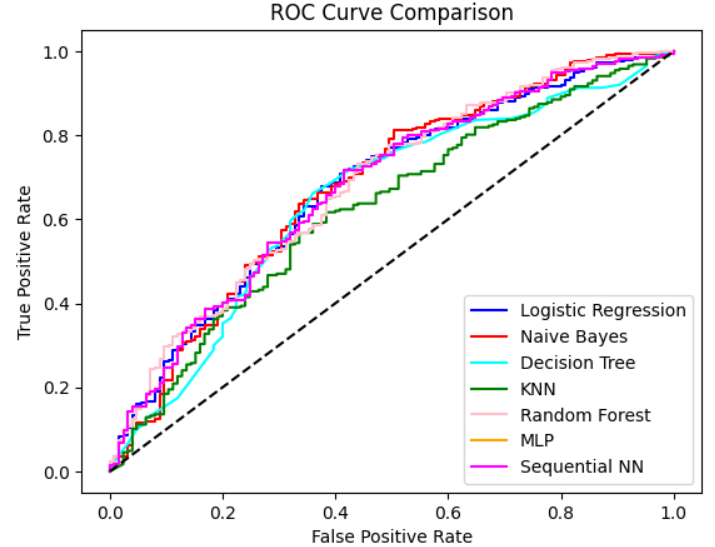 ROC Curve Comparison
True Positive Rate
1.0
0.8
0.6
0.4
0.2
0.0
Logistic Regression
Naive Bayes
Decision Tree
KNN
Random Forest
MLP
Sequential NN
0.0 0.2 0.4 0.6 0.8 1.0
False Positive Rate